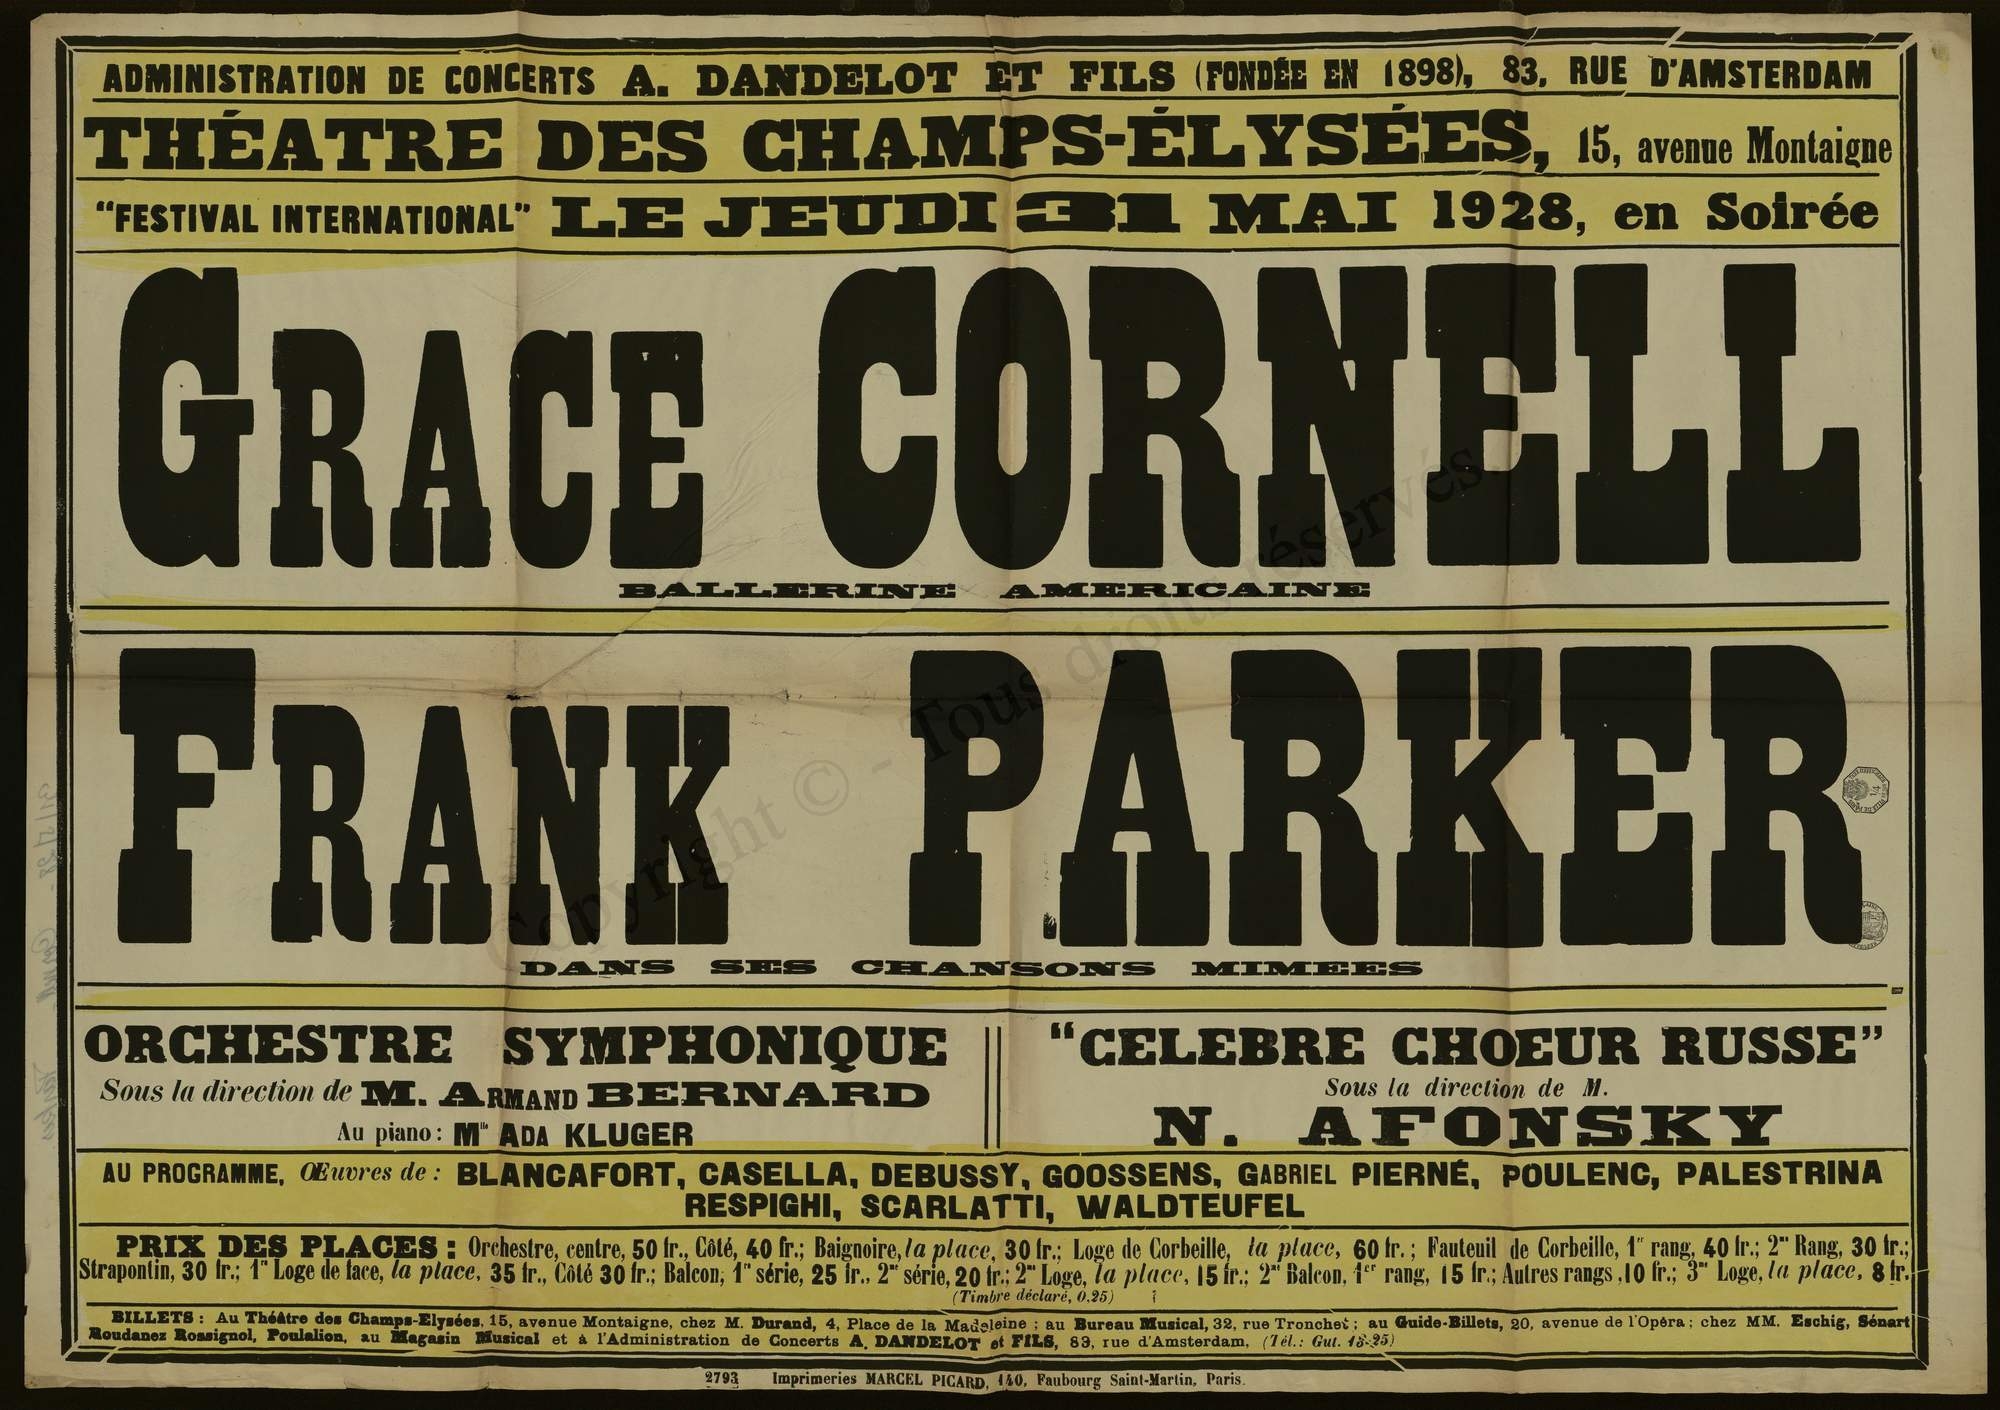 ADMINISTRATION DE CONCERTS A. DANDELOT ET FILS (FONDÉE EN 1898), 83, RUE D'AMSTERDAM
THÉATRE DES CHAMPS-ÉLYSÉES, 15, avenue Montaigne
"FESTIVAL INTERNATIONAL" LE JEUDI 31 MAI 1928, en Soirée
GRACE CORNELL
BALLERINE AMERICAINE
FRANK PARKER
DANS SES CHANSONS MIMEES
ORCHESTRE SYMPHONIQUE
Sous la direction de M. ARMAND BERNARD
Au piano: Mlle ADA KLUGER
"CELEBRE CHOEUR RUSSE"
Sous la direction de M.
N. AFONSKY
AU PROGRAMME, Œuvres de: BLANCAFORT, CASELLA, DEBUSSY, GOOSSENS, GABRIEL PIERNÉ, POULENC, PALESTRINA
RESPIGHI, SCARLATTI, WALDTEUFEL
PRIX DES PLACES: Orchestre, centre, 50 fr., Côté, 40 fr.; Baignoire, la place, 30 fr.; Loge de Corbeille, la place, 60 fr.; Fauteuil de Corbeille, 1er rang, 40 fr.; 2me Rang, 30 fr.;
Strapontin, 30 fr.; 1re Loge de face, la place, 35 fr., Côté 30 fr.; Balcon, 1re série, 25 fr., 2me série, 20 fr.; 2me Loge, la place, 15 fr.; 2me Balcon, 1er rang, 15 fr.; Autres rangs, 10 fr.; 3me Loge, la place, 8 fr.
(Timbre déclaré, 0,25)
BILLETS: Au Théâtre des Champs-Elysées, 15, avenue Montaigne, chez M. Durand, 4, Place de la Madeleine; au Bureau Musical, 32, rue Tronchet; au Guide-Billets, 20, avenue de l'Opéra; chez MM. Eschig, Sénart
Roudanez Rossignol, Poulalion, au Magasin Musical et à l'Administration de Concerts A. DANDELOT et FILS, 83, rue d'Amsterdam, (Tél.: Gut. 13-25)
2793 Imprimeries MARCEL PICARD, 140, Faubourg Saint-Martin, Paris.
Copyright © - Tous droits réservés